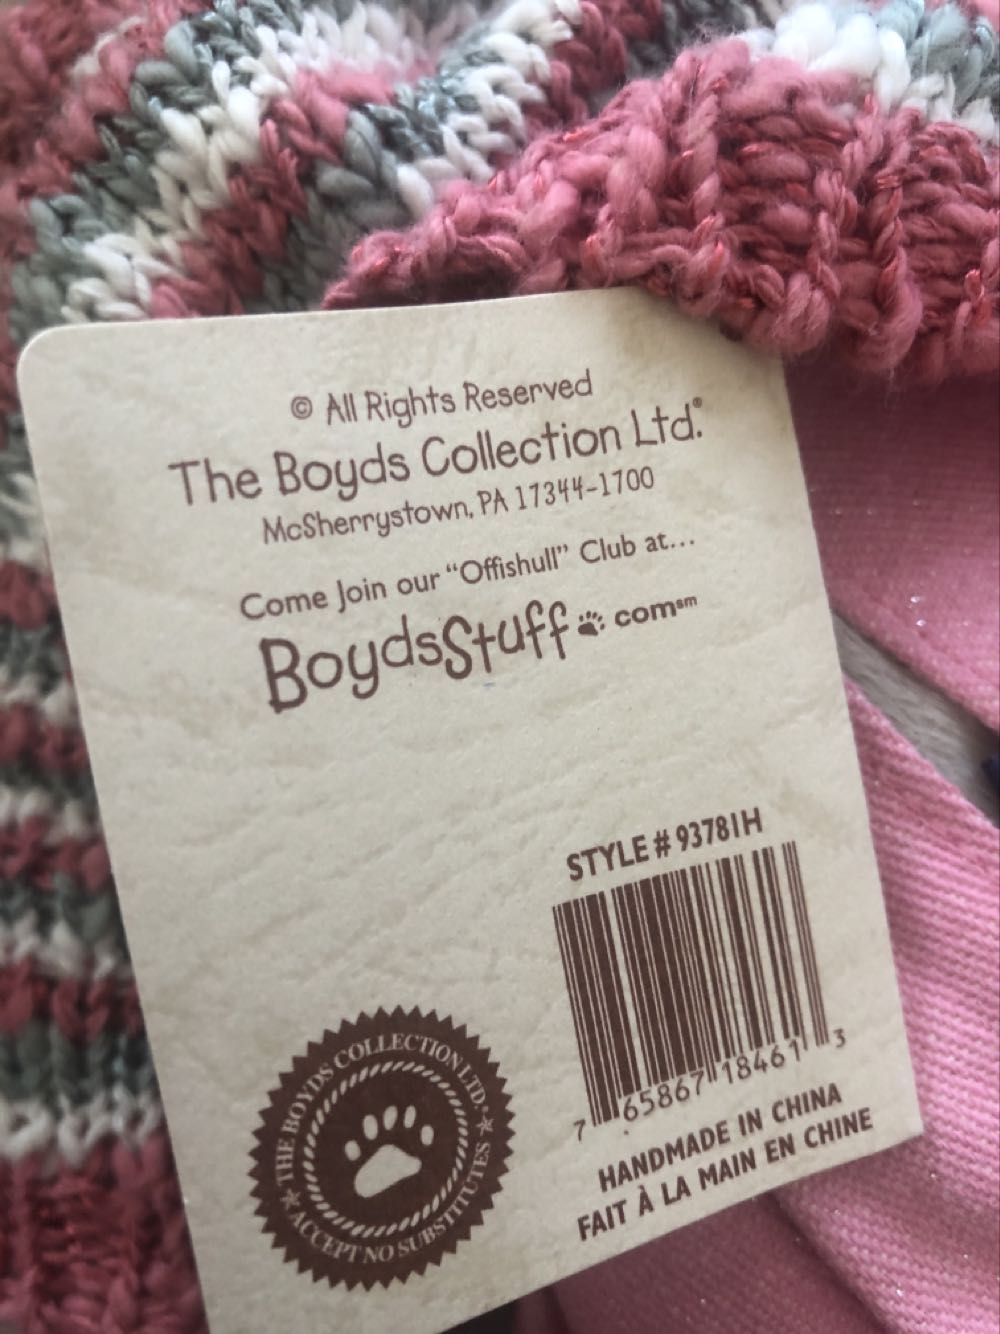 © All Rights Reserved
The Boyds Collection Ltd.®
McSherrystown, PA 17344-1700
Come Join our "Offishull" Club at...
BoydsStuff.com℠
STYLE # 93781H
7 65867 18461 3
HANDMADE IN CHINA
FAIT À LA MAIN EN CHINE
THE BOYDS COLLECTION LTD.®
★ ACCEPT NO SUBSTITUTES ★